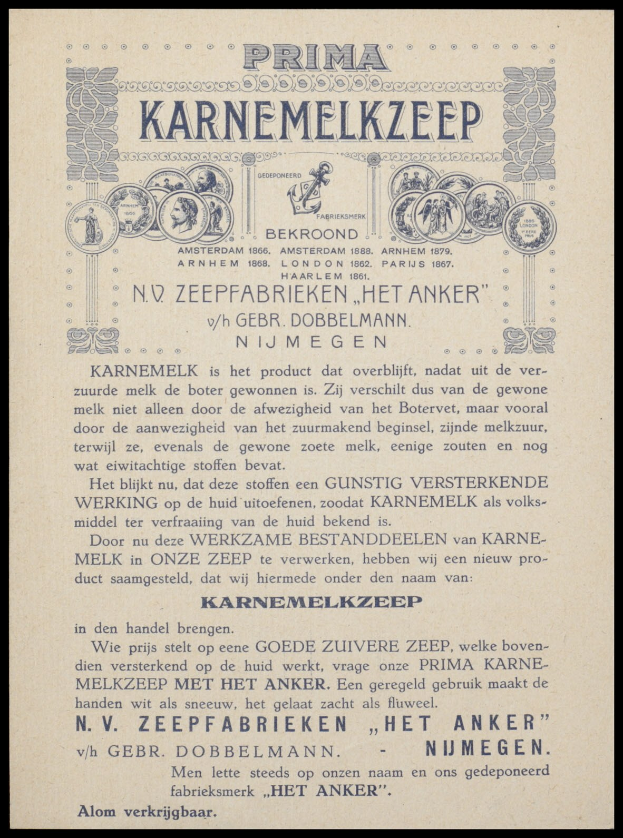 PRIMA
KARNEMELKZEEP
GEDEPONEERD
FABRIEKSMERK
BEKROOND
AMSTERDAM 1866. AMSTERDAM 1888. ARNHEM 1879.
ARNHEM 1868. LONDON 1862. PARIJS 1867.
HAARLEM 1861.
N.V. ZEEPFABRIEKEN „HET ANKER"
v/h GEBR. DOBBELMANN.
NIJMEGEN
KARNEMELK is het product dat overblijft, nadat uit de ver-
zuurde melk de boter gewonnen is. Zij verschilt dus van de gewone
melk niet alleen door de afwezigheid van het Botervet, maar vooral
door de aanwezigheid van het zuurmakend beginsel, zijnde melkzuur,
terwijl ze, evenals de gewone zoete melk, eenige zouten en nog
wat eiwitachtige stoffen bevat.
Het blijkt nu, dat deze stoffen een GUNSTIG VERSTERKENDE
WERKING op de huid uitoefenen, zoodat KARNEMELK als volks-
middel ter verfraaiing van de huid bekend is.
Door nu deze WERKZAME BESTANDDEELEN van KARNE-
MELK in ONZE ZEEP te verwerken, hebben wij een nieuw pro-
duct saamgesteld, dat wij hiermede onder den naam van:
KARNEMELKZEEP
in den handel brengen.
Wie prijs stelt op eene GOEDE ZUIVERE ZEEP, welke boven-
dien versterkend op de huid werkt, vrage onze PRIMA KARNE-
MELKZEEP MET HET ANKER. Een geregeld gebruik maakt de
handen wit als sneeuw, het gelaat zacht als fluweel.
N. V. ZEEPFABRIEKEN „HET ANKER"
v/h GEBR. DOBBELMANN. - NIJMEGEN.
Men lette steeds op onzen naam en ons gedeponeerd
fabrieksmerk „HET ANKER".
Alom verkrijgbaar.